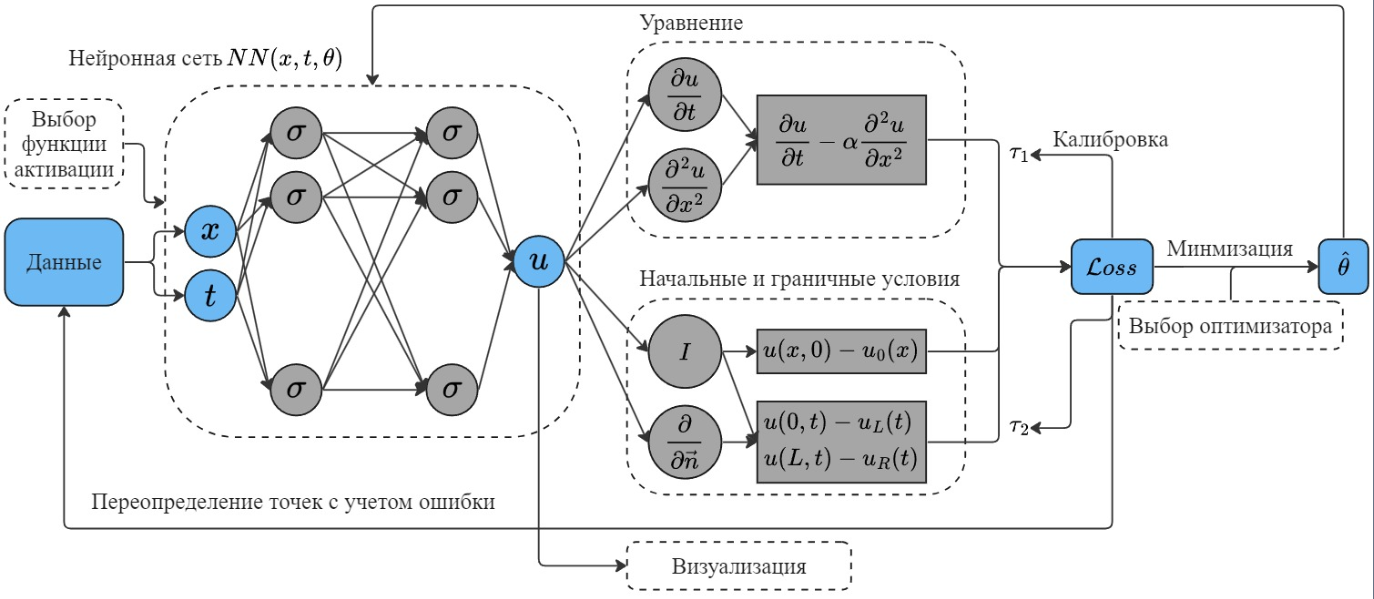 Уравнение
Нейронная сеть NN(x, t, θ)
Выбор
функции
активации
Данные
x
t
σ
σ
σ
σ
σ
σ
u
∂u/∂t
∂²u/∂x²
∂u/∂t − α ∂²u/∂x²
Начальные и граничные условия
I
∂/∂n⃗
u(x, 0) − u₀(x)
u(0, t) − u_L(t)
u(L, t) − u_R(t)
τ₁
Калибровка
ℒoss
Минмизация
θ̂
Выбор оптимизатора
τ₂
Переопределение точек с учетом ошибки
Визуализация